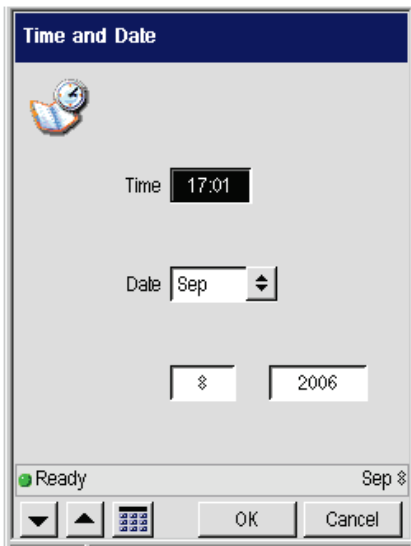 Time and Date
Time 17:01
Date Sep
8 2006
Ready Sep 8
OK Cancel